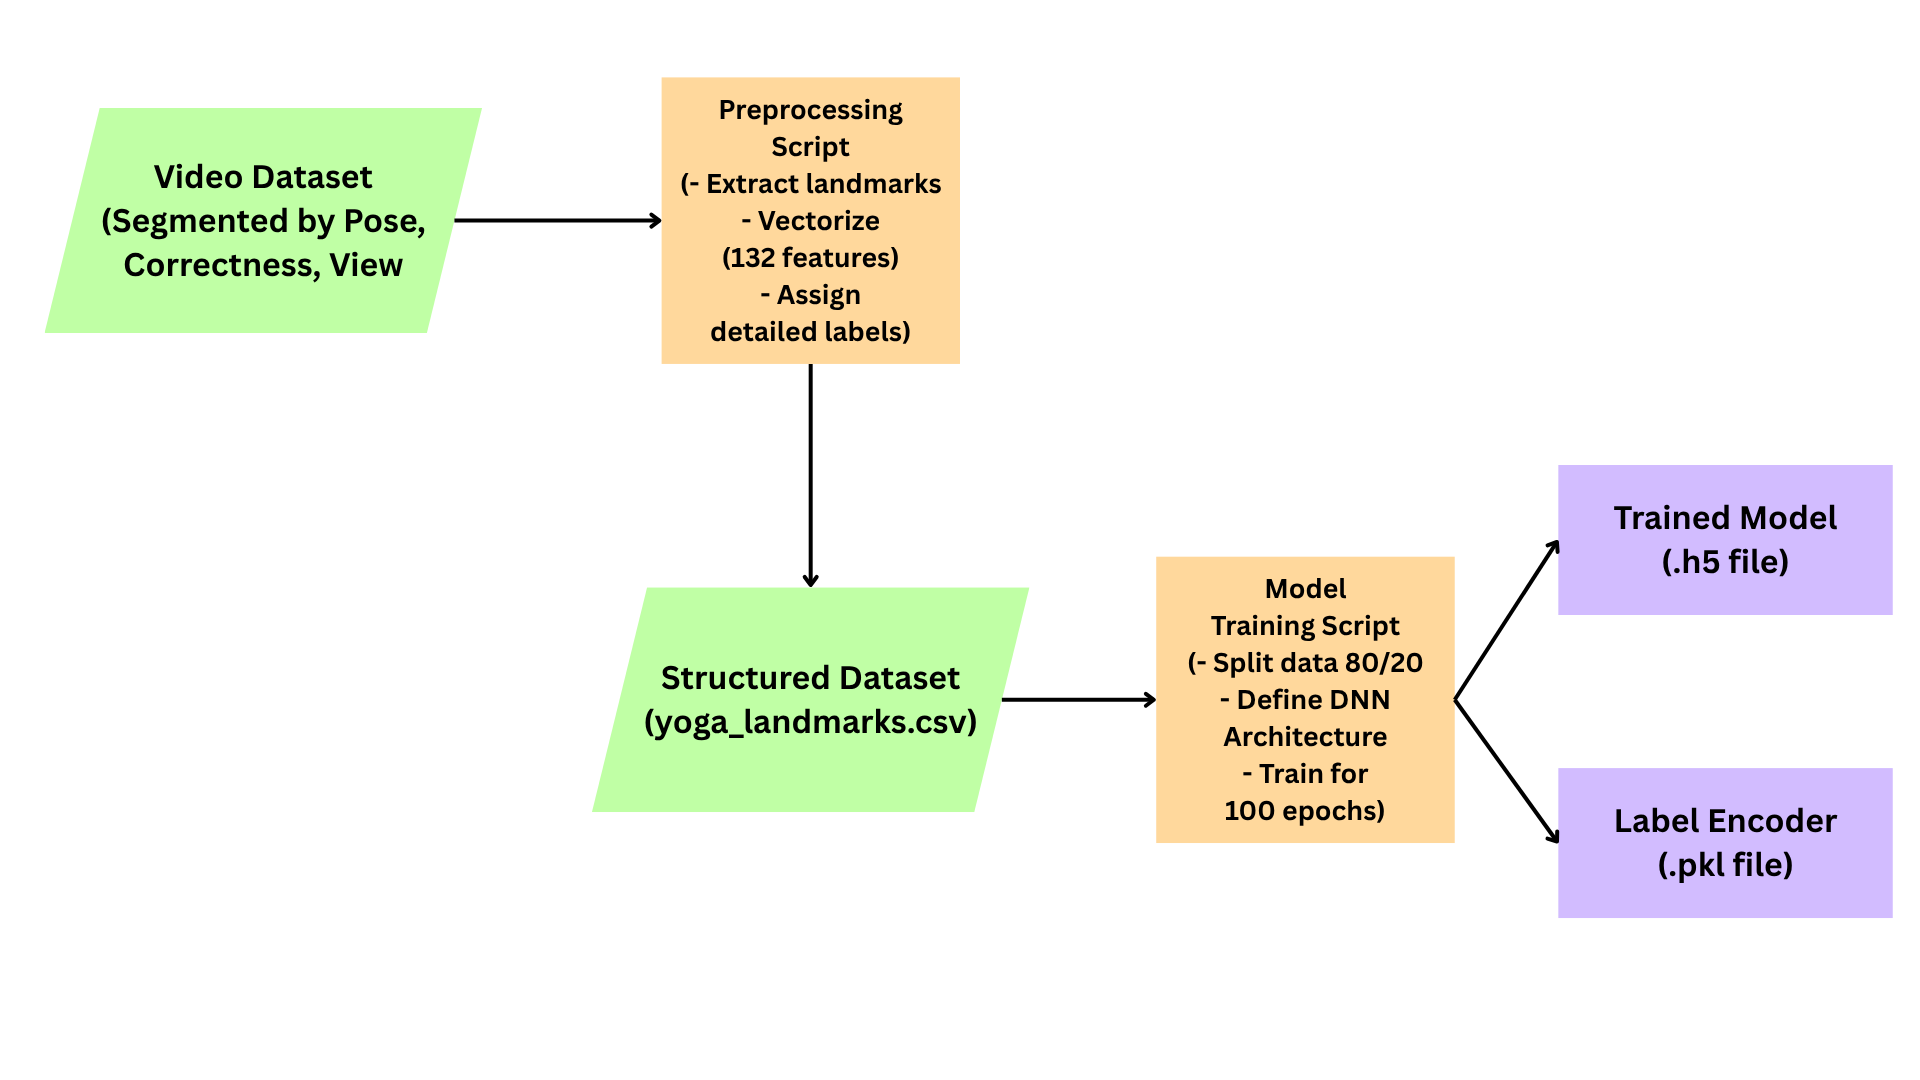 Video Dataset
(Segmented by Pose,
Correctness, View
Preprocessing
Script
(- Extract landmarks
- Vectorize
(132 features)
- Assign
detailed labels)
Structured Dataset
(yoga_landmarks.csv)
Model
Training Script
(- Split data 80/20
- Define DNN
Architecture
- Train for
100 epochs)
Trained Model
(.h5 file)
Label Encoder
(.pkl file)